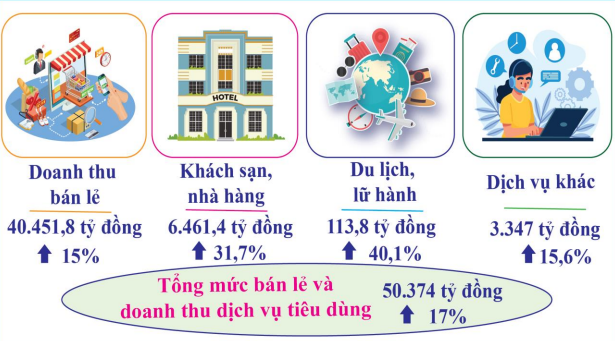 HOTEL
Doanh thu
bán lẻ
40.451,8 tỷ đồng
15%
Khách sạn,
nhà hàng
6.461,4 tỷ đồng
31,7%
Du lịch,
lữ hành
113,8 tỷ đồng
40,1%
Dịch vụ khác
3.347 tỷ đồng
15,6%
Tổng mức bán lẻ và
doanh thu dịch vụ tiêu dùng
50.374 tỷ đồng
17%